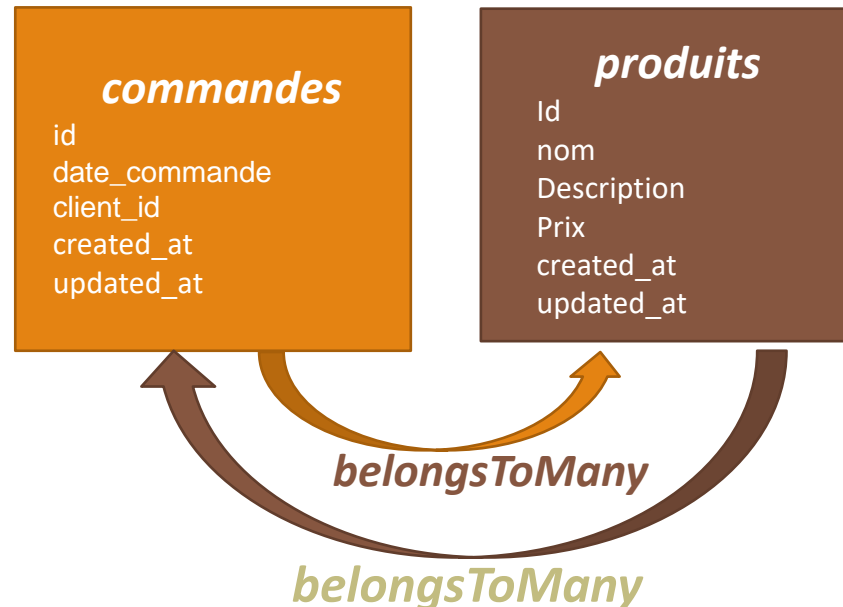 commandes
id
date_commande
client_id
created_at
updated_at
produits
Id
nom
Description
Prix
created_at
updated_at
belongsToMany
belongsToMany